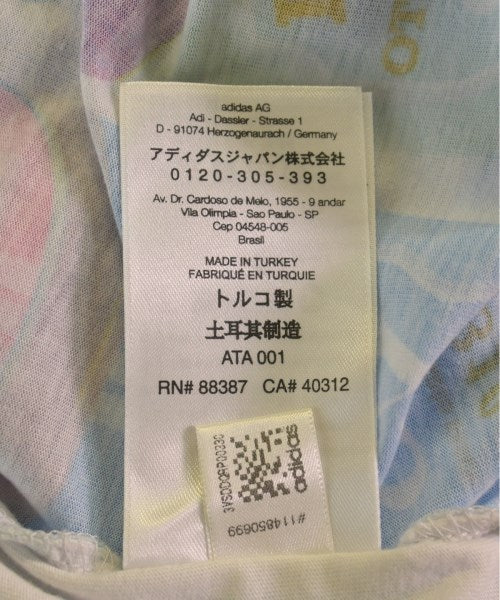 adidas AG
Adi - Dassler - Strasse 1
D - 91074 Herzogenaurach / Germany
アディダスジャパン株式会社
0120-305-393
Av. Dr. Cardoso de Melo, 1955 - 9 andar
Vila Olimpia - Sao Paulo - SP
Cep 04548-005
Brasil
MADE IN TURKEY
FABRIQUÉ EN TURQUIE
トルコ製
土耳其制造
ATA 001
RN# 88387 CA# 40312
adidas
#114850699